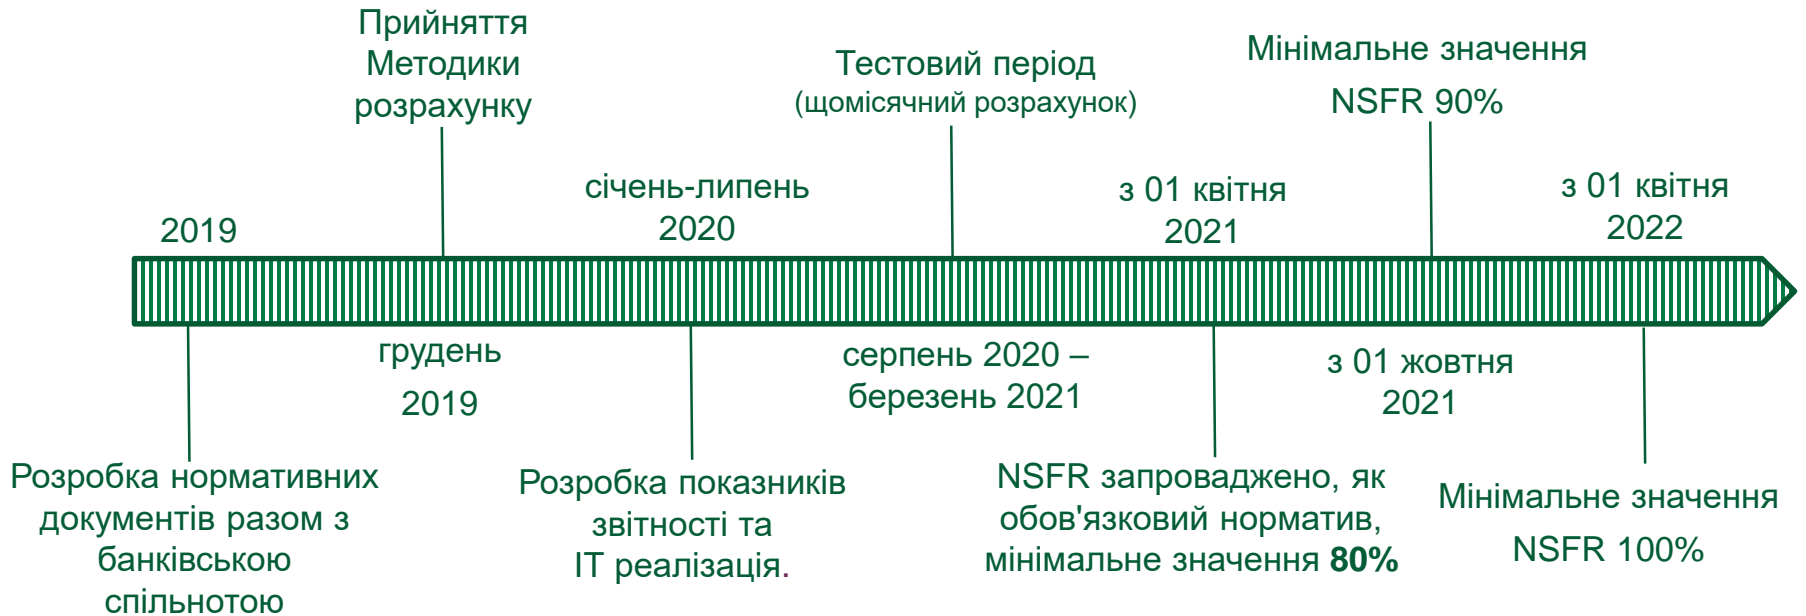 2019
Розробка нормативних
документів разом з
банківською
спільнотою
Прийняття
Методики
розрахунку
грудень
2019
січень-липень
2020
Розробка показників
звітності та
ІТ реалізація.
Тестовий період
(щомісячний розрахунок)
серпень 2020 –
березень 2021
з 01 квітня
2021
NSFR запроваджено, як
обов'язковий норматив,
мінімальне значення 80%
Мінімальне значення
NSFR 90%
з 01 жовтня
2021
з 01 квітня
2022
Мінімальне значення
NSFR 100%